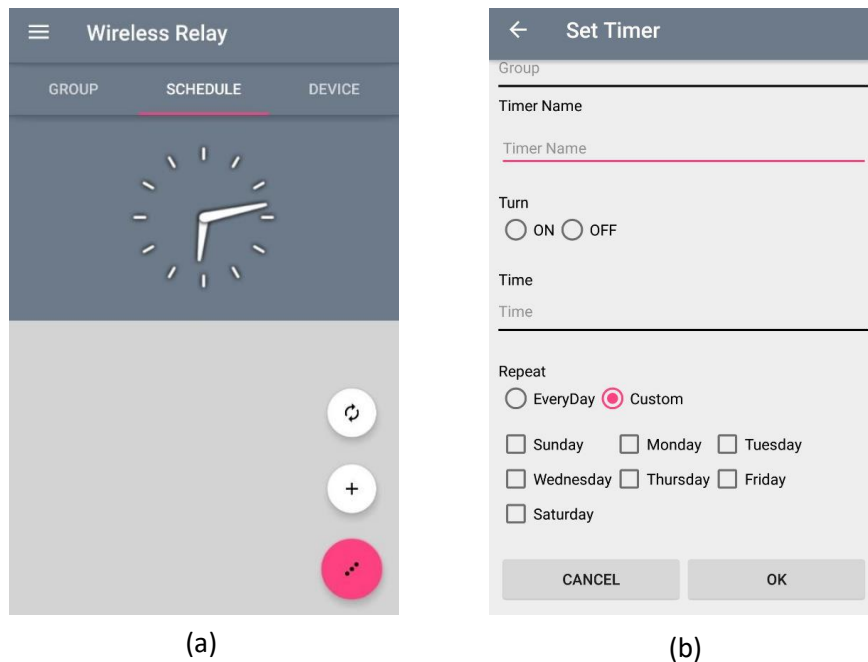 Wireless Relay
GROUP SCHEDULE DEVICE
(a)
Set Timer
Group
Timer Name
Timer Name
Turn
ON OFF
Time
Time
Repeat
EveryDay Custom
Sunday Monday Tuesday
Wednesday Thursday Friday
Saturday
CANCEL OK
(b)